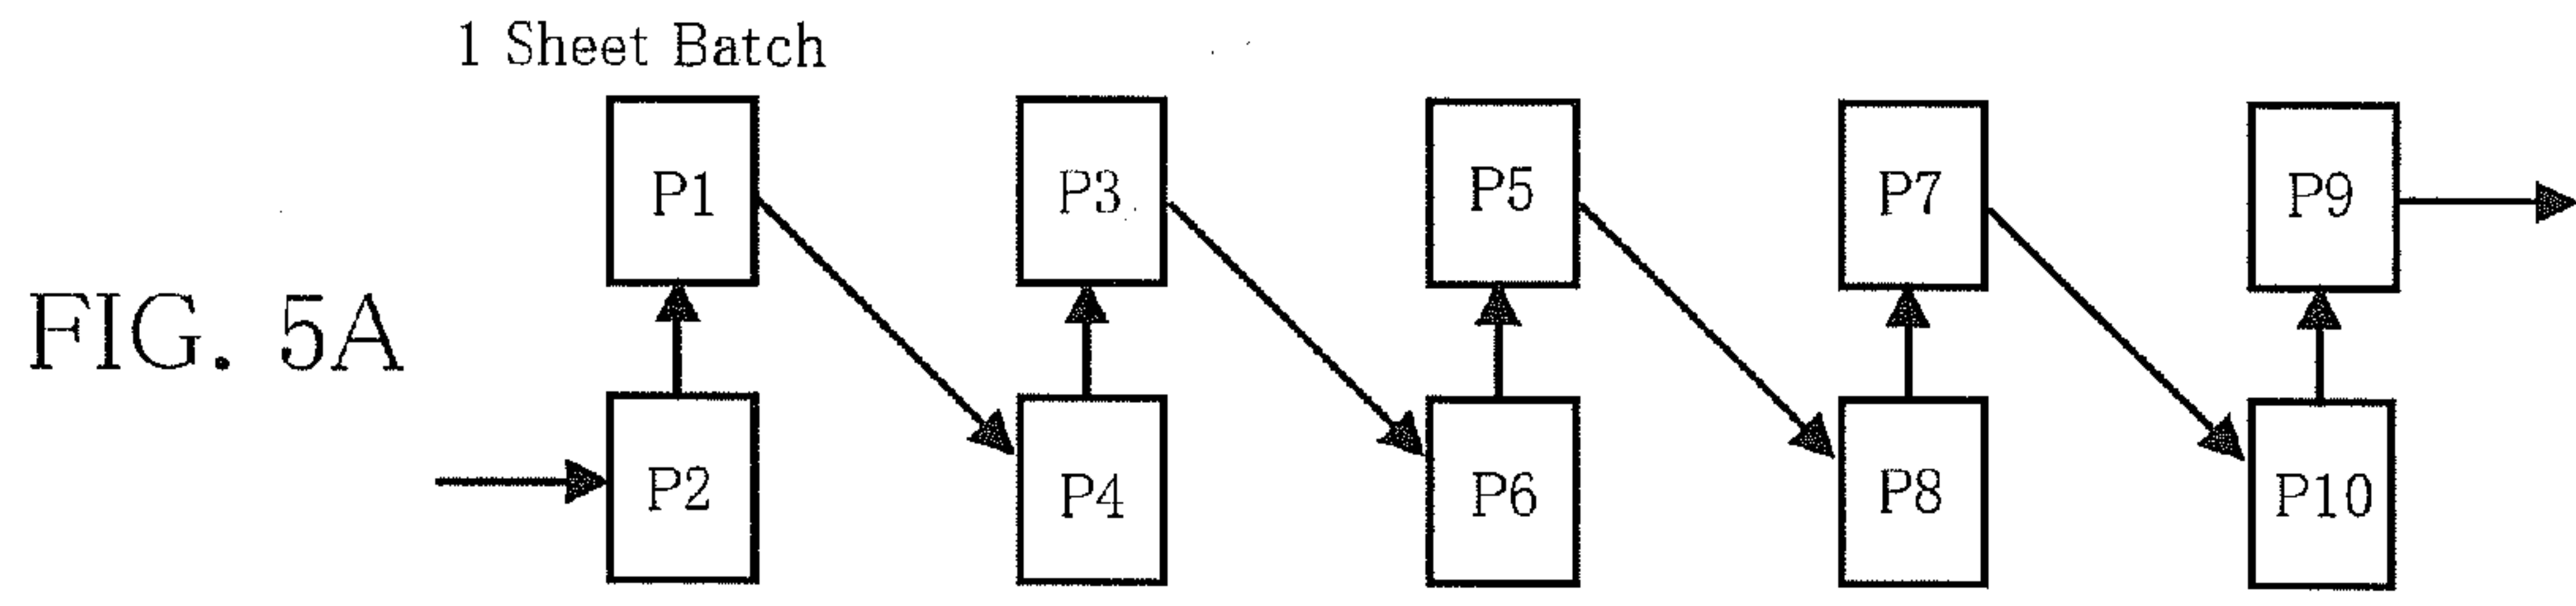 1 Sheet Batch
P1 P3 P5 P7 P9
FIG. 5A
P2 P4 P6 P8 P10